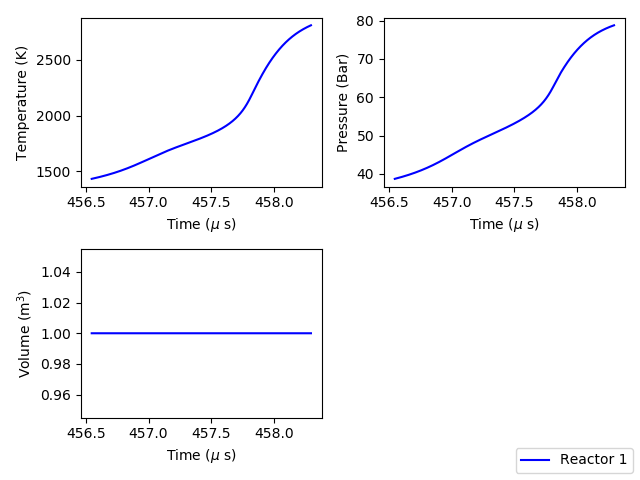 Temperature (K)
2500
2000
1500
456.5 457.0 457.5 458.0
Time (μ s)
Pressure (Bar)
80
70
60
50
40
456.5 457.0 457.5 458.0
Time (μ s)
Volume (m³)
1.04
1.02
1.00
0.98
0.96
456.5 457.0 457.5 458.0
Time (μ s)
Reactor 1